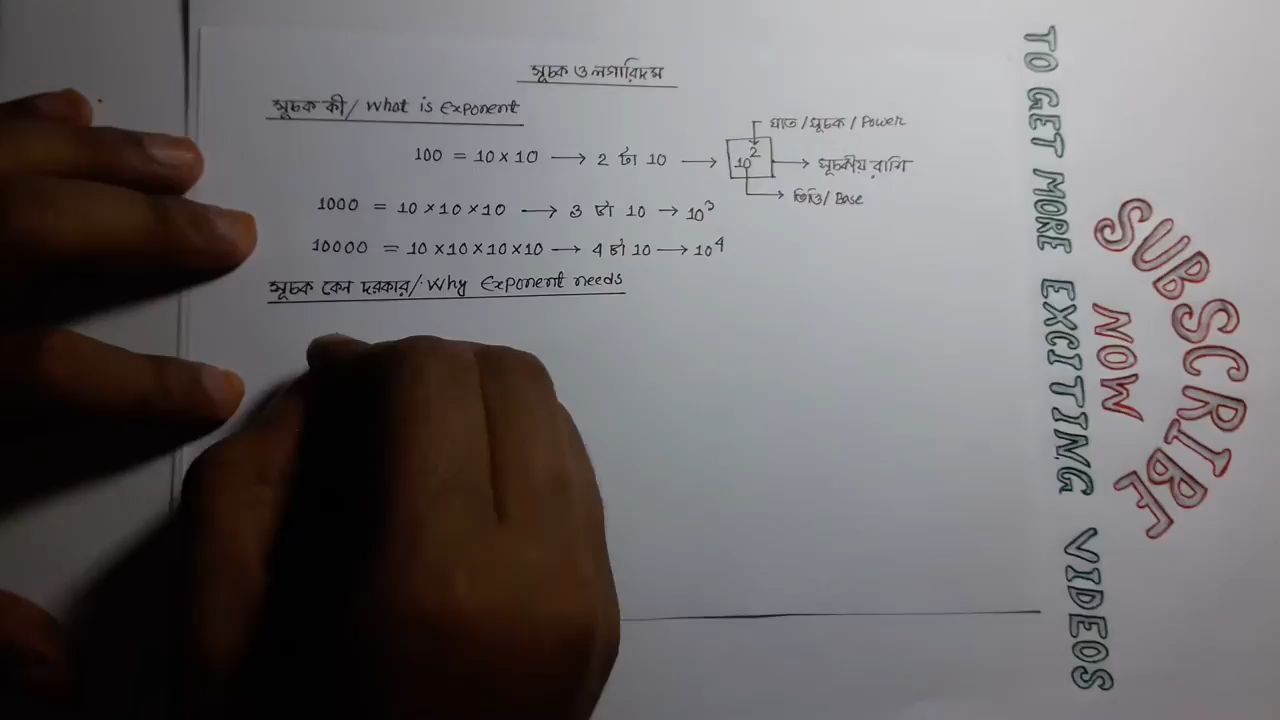 সূচক ও লগারিদম
সূচক কী/ What is Exponent
100 = 10 × 10 → 2 টা 10 → 10²
ঘাত/সূচক/Power
সূচকীয় রাশি
ভিত্তি/Base
1000 = 10 × 10 × 10 → 3 টা 10 → 10³
10000 = 10 × 10 × 10 × 10 → 4 টা 10 → 10⁴
সূচক কেন দরকার/ Why Exponent needs
TO GET MORE EXCITING VIDEOS
SUBSCRIBE
NOW